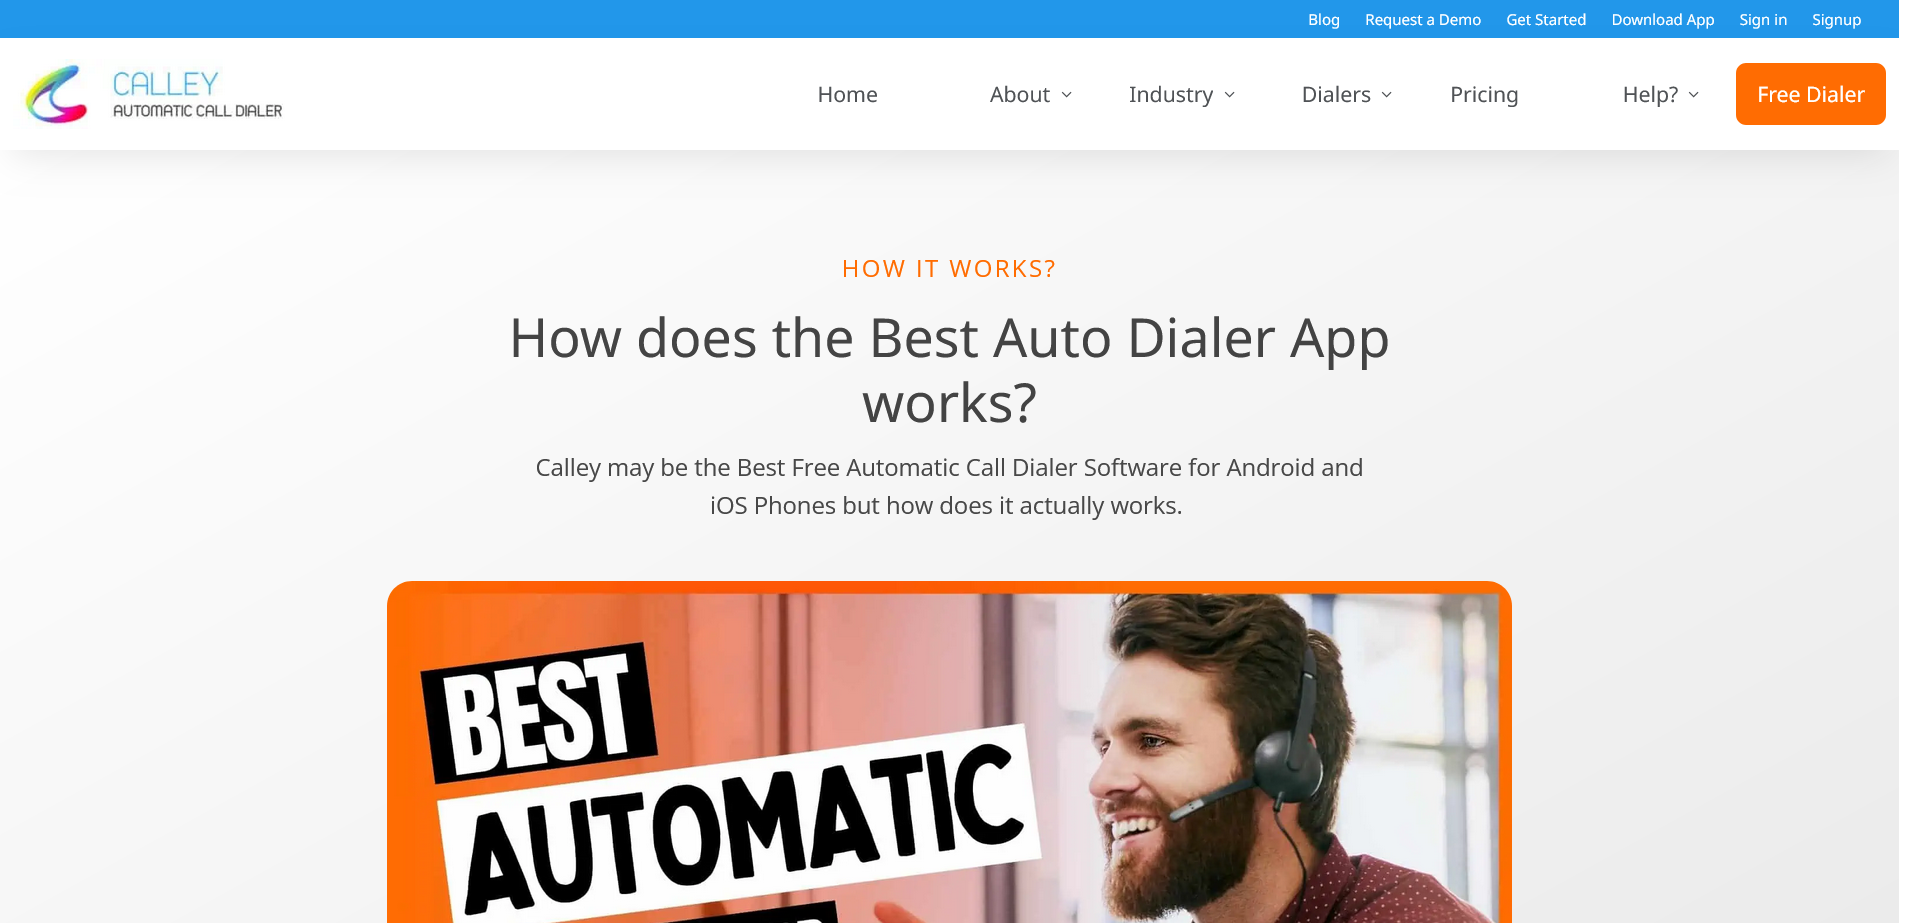 Blog Request a Demo Get Started Download App Sign in Signup
CALLEY
AUTOMATIC CALL DIALER
Home About Industry Dialers Pricing Help? Free Dialer
HOW IT WORKS?
How does the Best Auto Dialer App
works?
Calley may be the Best Free Automatic Call Dialer Software for Android and
iOS Phones but how does it actually works.
BEST
AUTOMATIC